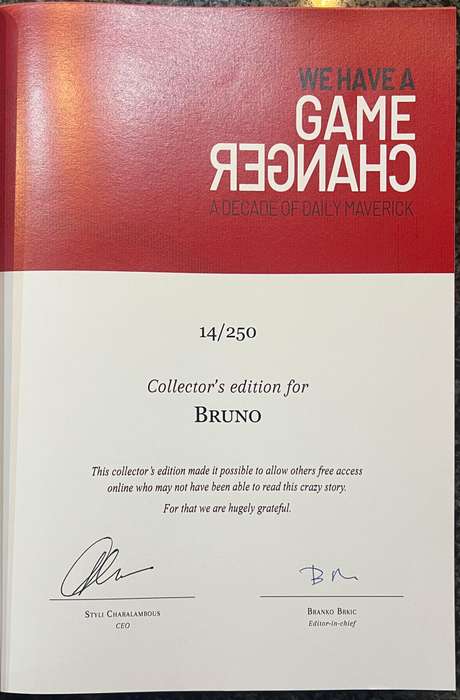 WE HAVE A
GAME
CHANGER
A DECADE OF DAILY MAVERICK
14/250
Collector's edition for
BRUNO
This collector's edition made it possible to allow others free access
online who may not have been able to read this crazy story.
For that we are hugely grateful.
STYLI CHARALAMBOUS
CEO
BRANKO BRKIC
Editor-in-chief